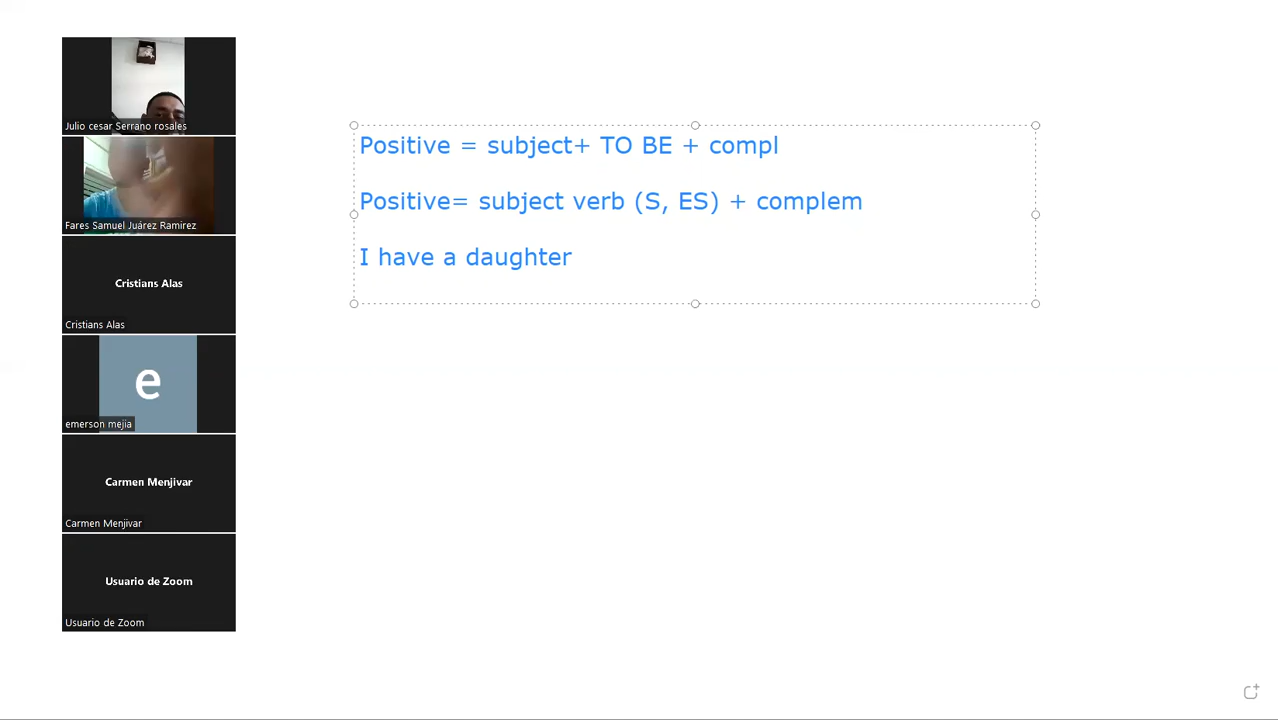 Julio cesar Serrano rosales
Fares Samuel Juárez Ramirez
Cristians Alas
Cristians Alas
e
emerson mejia
Carmen Menjivar
Carmen Menjivar
Usuario de Zoom
Usuario de Zoom
Positive = subject+ TO BE + compl
Positive= subject verb (S, ES) + complem
I have a daughter